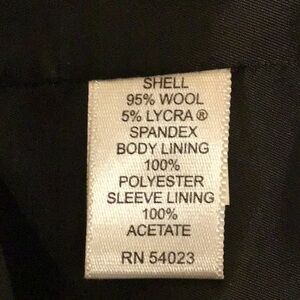 SHELL
95% WOOL
5% LYCRA ®
SPANDEX
BODY LINING
100%
POLYESTER
SLEEVE LINING
100%
ACETATE
RN 54023